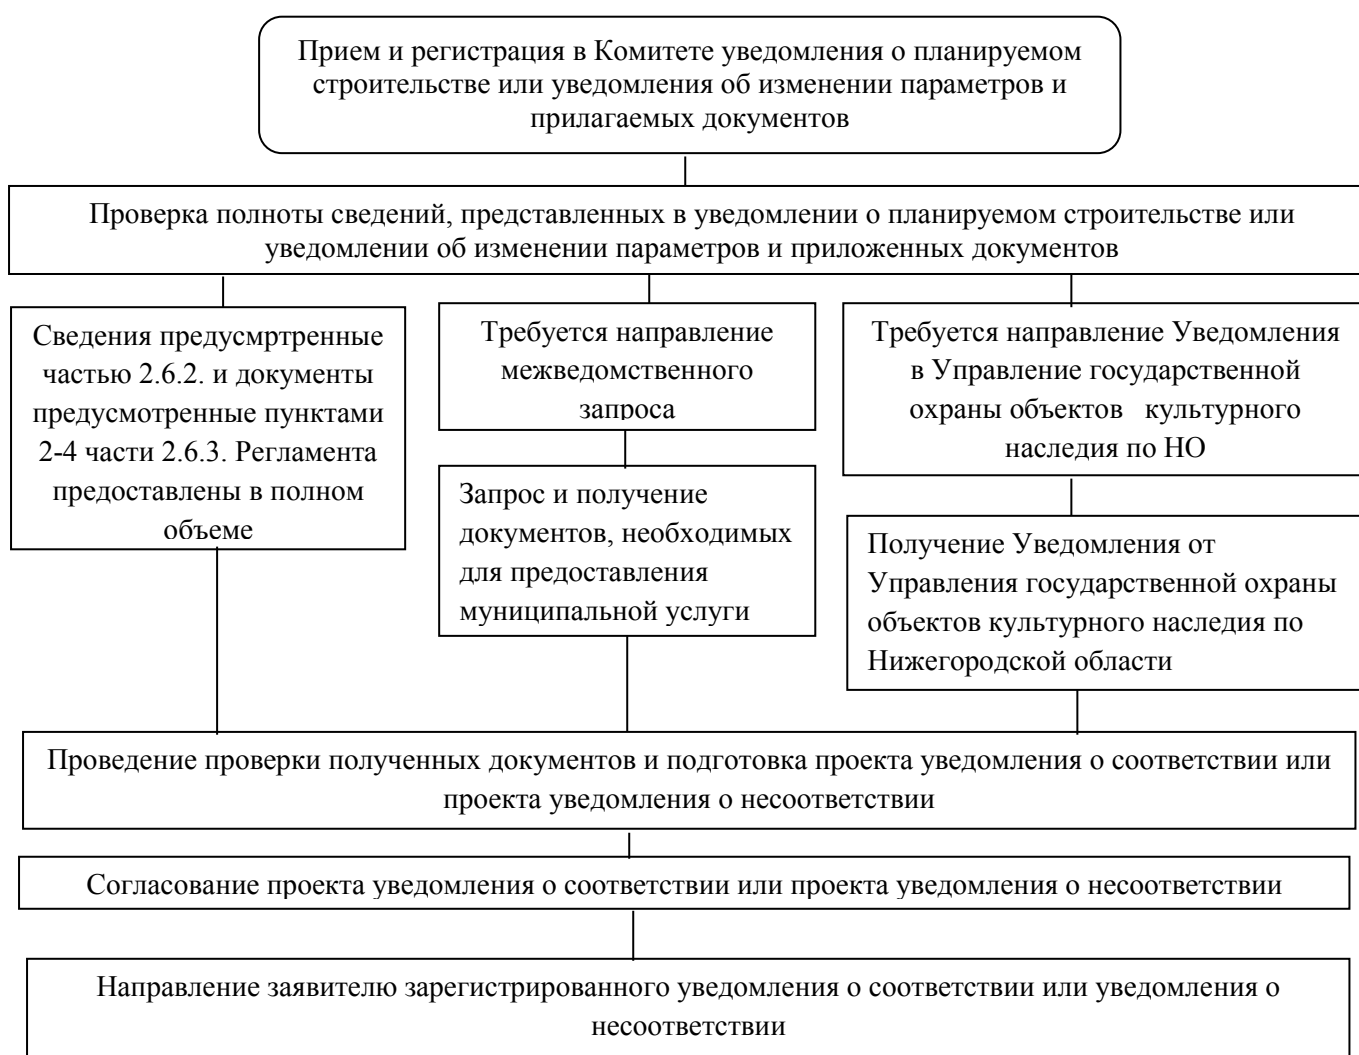 Прием и регистрация в Комитете уведомления о планируемом
строительстве или уведомления об изменении параметров и
прилагаемых документов
Проверка полноты сведений, представленных в уведомлении о планируемом строительстве или
уведомлении об изменении параметров и приложенных документов
Сведения предусмртренные
частью 2.6.2. и документы
предусмотренные пунктами
2-4 части 2.6.3. Регламента
предоставлены в полном
объеме
Требуется направление
межведомственного
запроса
Требуется направление Уведомления
в Управление государственной
охраны объектов культурного
наследия по НО
Запрос и получение
документов, необходимых
для предоставления
муниципальной услуги
Получение Уведомления от
Управления государственной охраны
объектов культурного наследия по
Нижегородской области
Проведение проверки полученных документов и подготовка проекта уведомления о соответствии или
проекта уведомления о несоответствии
Согласование проекта уведомления о соответствии или проекта уведомления о несоответствии
Направление заявителю зарегистрированного уведомления о соответствии или уведомления о
несоответствии